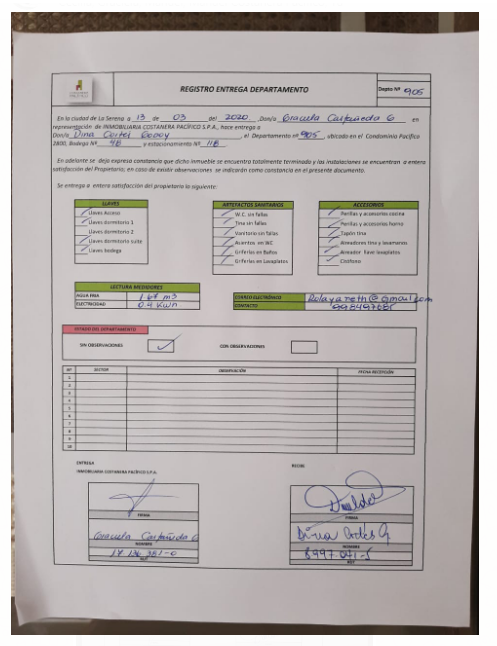 REGISTRO ENTREGA DEPARTAMENTO
Depto Nº 905
En la ciudad de La Serena a 13 de 03 del 2020, Don/a Graciela Castañeda G en
representación de INMOBILIARIA COSTANERA PACÍFICO S.P.A., hace entrega a
Don/a Dina Cortes Godoy, el Departamento nº 905, ubicado en el Condominio Pacífico
2800, Bodega Nº 4B y estacionamiento Nº 11B.
En adelante se deja expresa constancia que dicho inmueble se encuentra totalmente terminado y las instalaciones se encuentran a entera
satisfacción del Propietario; en caso de existir observaciones se indicarán como constancia en el presente documento.
Se entrega a entera satisfacción del propietario lo siguiente:
LLAVES
Llaves Acceso
Llaves dormitorio 1
Llaves dormitorio 2
Llaves dormitorio suite
Llaves bodega
ARTEFACTOS SANITARIOS
W.C. sin fallas
Tina sin fallas
Vanitorio sin fallas
Asientos en WC
Griferías en Baños
Griferías en Lavaplatos
ACCESORIOS
Perillas y accesorios cocina
Perillas y accesorios horno
Tapón tina
Aireadores tina y lavamanos
Aireador llave lavaplatos
Citófono
LECTURA MEDIDORES
AGUA FRIA m3
ELECTRICIDAD 0.4 Kwh
CORREO ELECTRÓNICO
CONTACTO
ESTADO DEL DEPARTAMENTO
SIN OBSERVACIONES
CON OBSERVACIONES
Nº SECTOR OBSERVACIÓN FECHA RECEPCIÓN
1
2
3
4
5
6
7
8
9
10
ENTREGA
RECIBE
INMOBILIARIA COSTANERA PACÍFICO S.P.A.
FIRMA
Graciela Castañeda G
NOMBRE
RUT
FIRMA
Dina Cortes G
NOMBRE
RUT